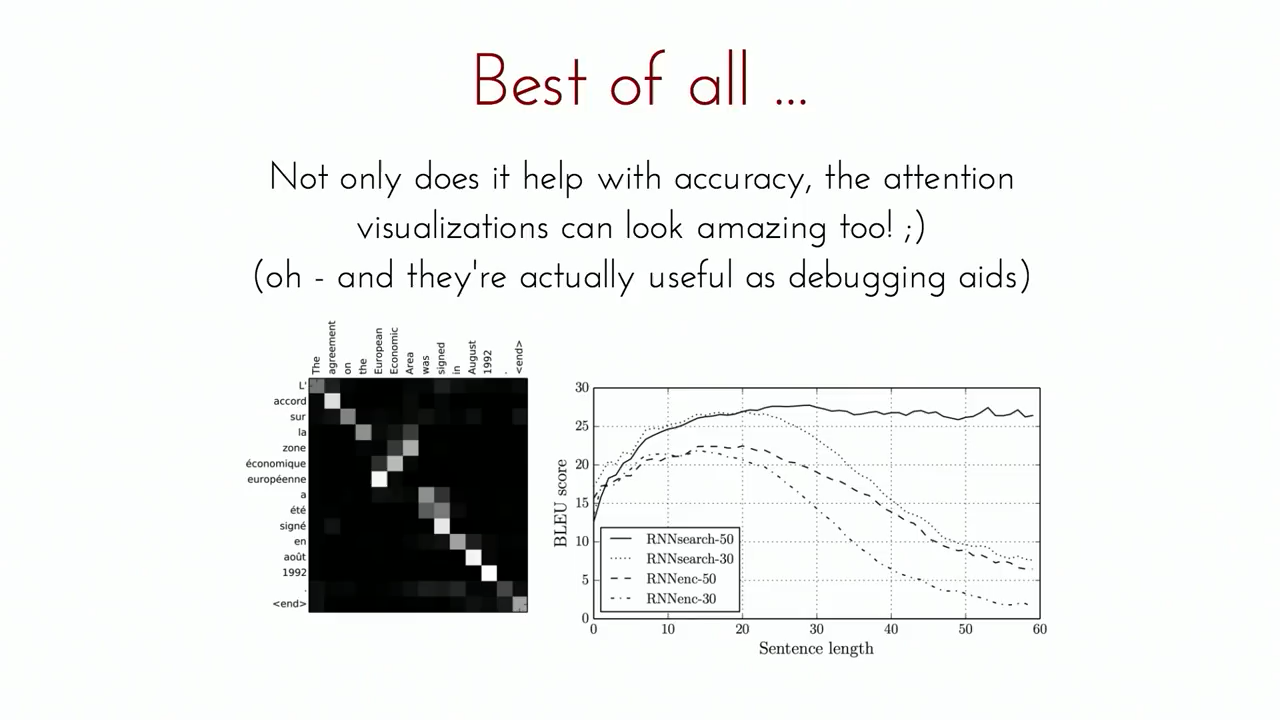 Best of all ...
Not only does it help with accuracy, the attention
visualizations can look amazing too! ;)
(oh - and they're actually useful as debugging aids)
The
agreement
on
the
European
Economic
Area
was
signed
in
August
1992
.
<end>
L'
accord
sur
la
zone
économique
européenne
a
été
signé
en
août
1992
.
<end>
30
25
20
15
10
5
0
BLEU score
RNNsearch-50
RNNsearch-30
RNNenc-50
RNNenc-30
0 10 20 30 40 50 60
Sentence length